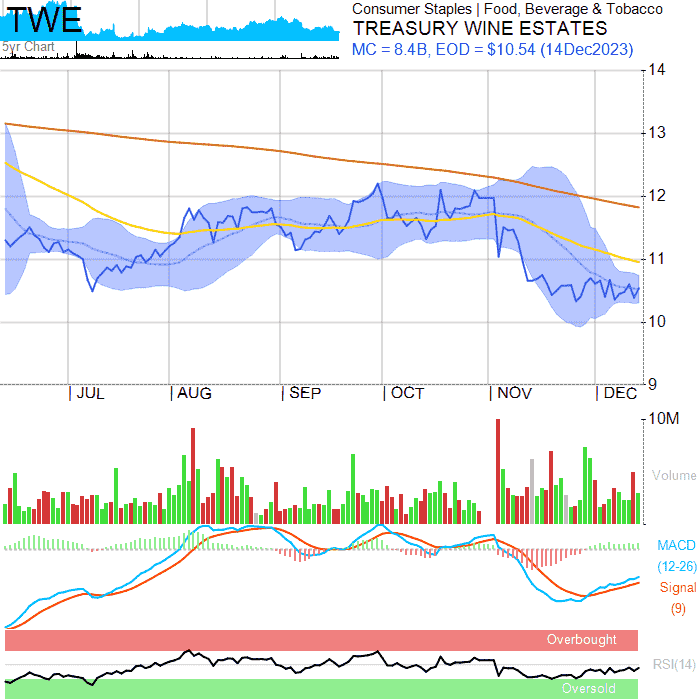 TWE
5yr Chart
Consumer Staples | Food, Beverage & Tobacco
TREASURY WINE ESTATES
MC = 8.4B, EOD = $10.54 (14Dec2023)
14
13
12
11
10
9
| JUL | AUG | SEP | OCT | NOV | DEC
10M
Volume
MACD
(12-26)
Signal
(9)
Overbought
RSI(14)
Oversold